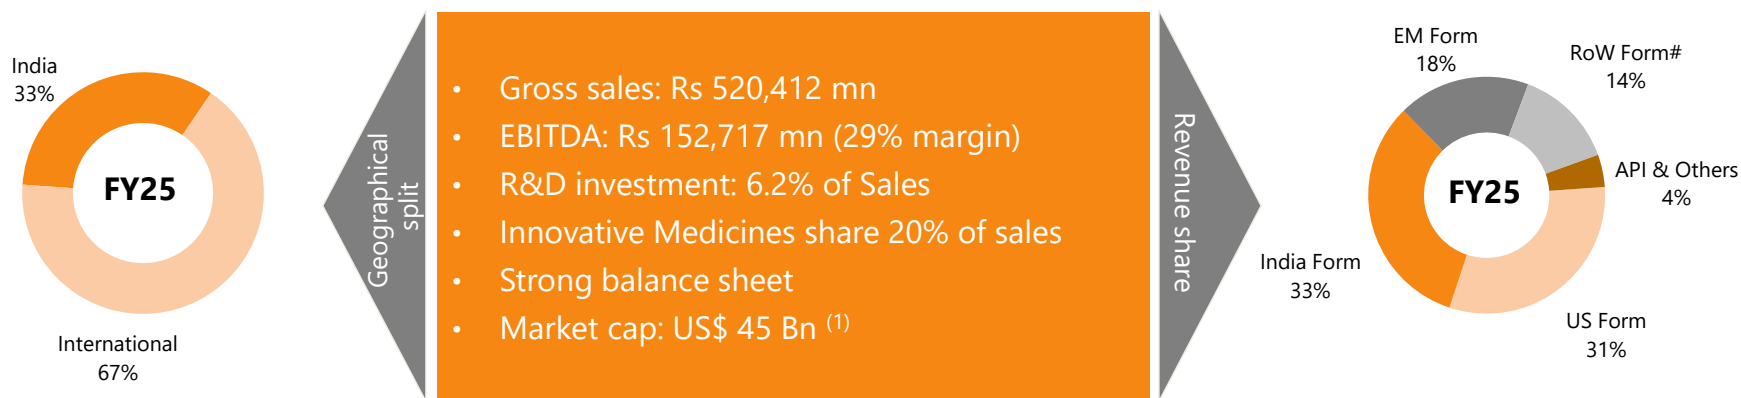 India
33%
FY25
International
67%
Geographical
split
• Gross sales: Rs 520,412 mn
• EBITDA: Rs 152,717 mn (29% margin)
• R&D investment: 6.2% of Sales
• Innovative Medicines share 20% of sales
• Strong balance sheet
• Market cap: US$ 45 Bn (1)
Revenue share
EM Form
18%
RoW Form#
14%
API & Others
4%
FY25
India Form
33%
US Form
31%